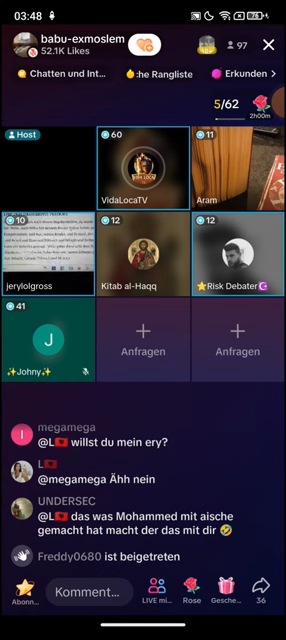 03:48
76
babu-exmoslem
52.1K Likes
97
Chatten und Int...
:he Rangliste
Erkunden >
5/62
2h00m
Host
60
11
VidaLocaTV
Aram
10
12
12
jerylolgross
Kitab al-Haqq
⭐Risk Debater☪️
41
J
✨Johny✨
Anfragen
Anfragen
megamega
@L🇦🇱 willst du mein ery?
L🇦🇱
@megamega Ähh nein
UNDERSEC
@L🇦🇱 das was Mohammed mit aische
gemacht hat macht der das mit dir 🤣
Freddy0680 ist beigetreten
Abonn...
Komment...
LIVE mi...
Rose
Gesche...
36